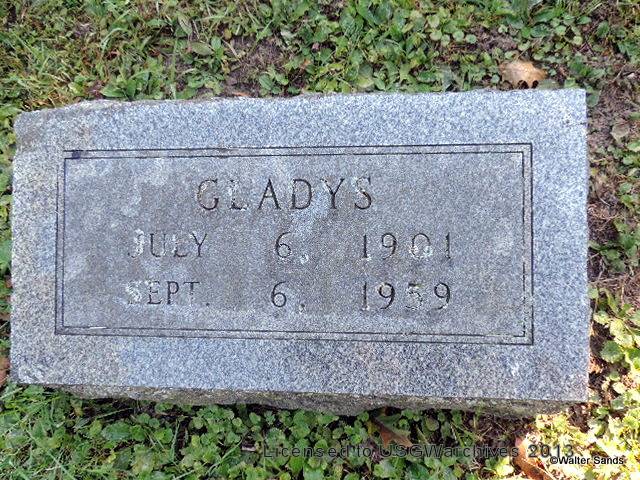 GLADYS
JULY 6, 1901
SEPT. 6, 1959
Licensed to USGWarchives 2013
©Walter Sands